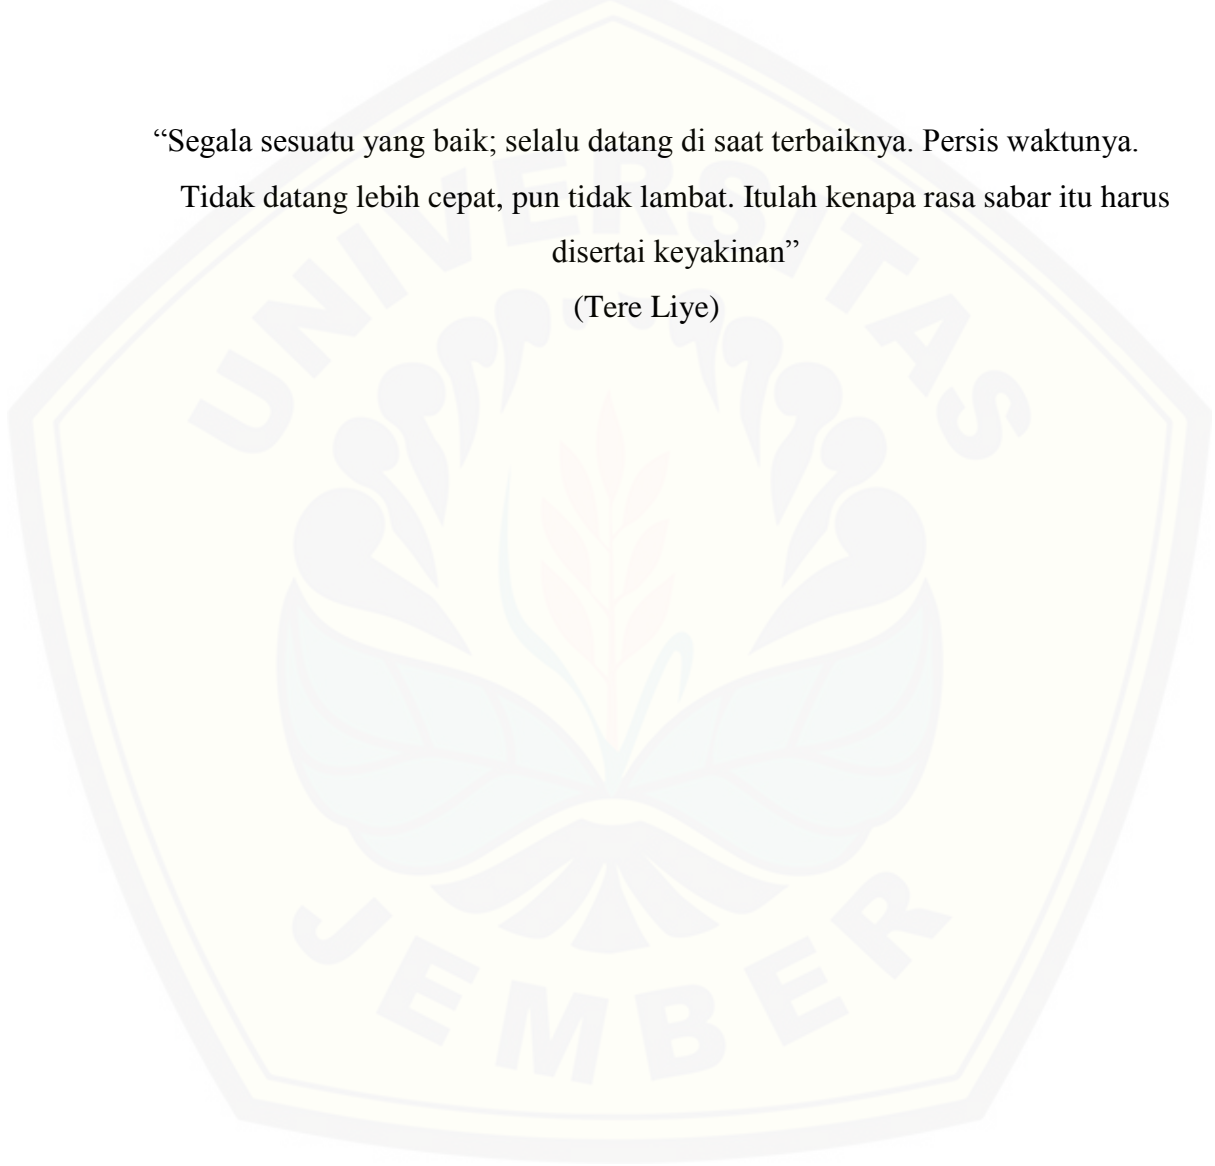 “Segala sesuatu yang baik; selalu datang di saat terbaiknya. Persis waktunya.
Tidak datang lebih cepat, pun tidak lambat. Itulah kenapa rasa sabar itu harus
disertai keyakinan”
(Tere Liye)
UNIVERSITAS
JEMBER